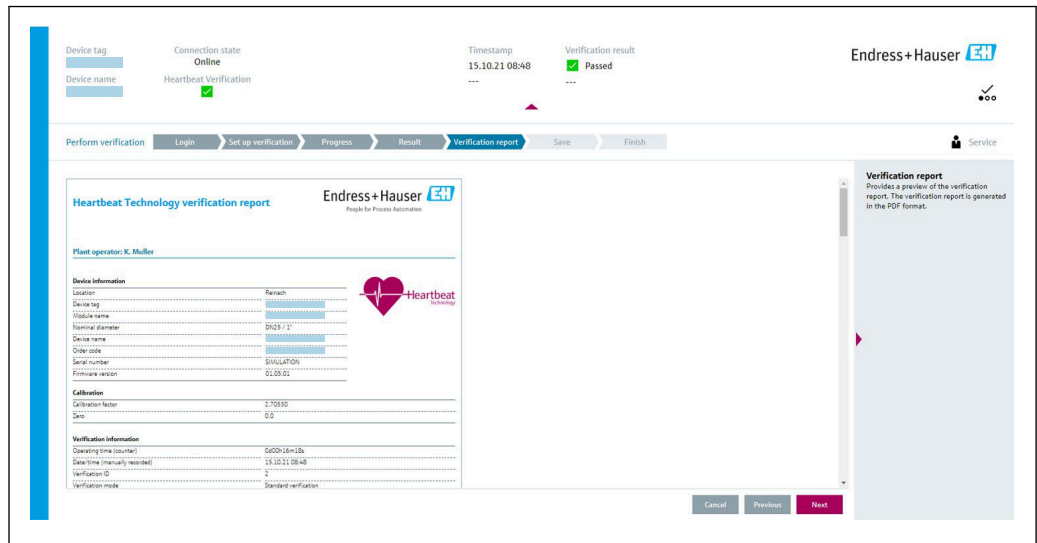 Device tag
Connection state
Online
Timestamp
15.10.21 08:48
---
Verification result
Passed
---
Endress+Hauser EH
Device name
Heartbeat Verification
Perform verification Login Set up verification Progress Result Verification report Save Finish Service
Heartbeat Technology verification report
Endress+Hauser EH
People for Process Automation
Plant operator: K. Muller
Device information
Location Reinach
Device tag
Module name
Nominal diameter DN25 / 1"
Device name
Order code
Serial number SIMULATION
Firmware version 01.05.01
Heartbeat
Technology
Calibration
Calibration factor 2.70930
Zero 0.0
Verification information
Operating time (counter) 0d00h16m18s
Date/time (manually recorded) 15.10.21 08:48
Verification ID 2
Verification mode Standard verification
Verification report
Provides a preview of the verification
report. The verification report is generated
in the PDF format.
Cancel Previous Next